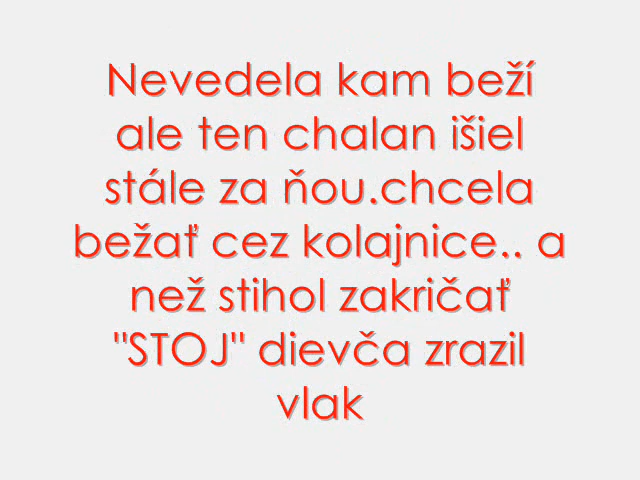 Nevedela kam beží
ale ten chalan išiel
stále za ňou.chcela
bežať cez kolajnice.. a
než stihol zakričať
"STOJ" dievča zrazil
vlak